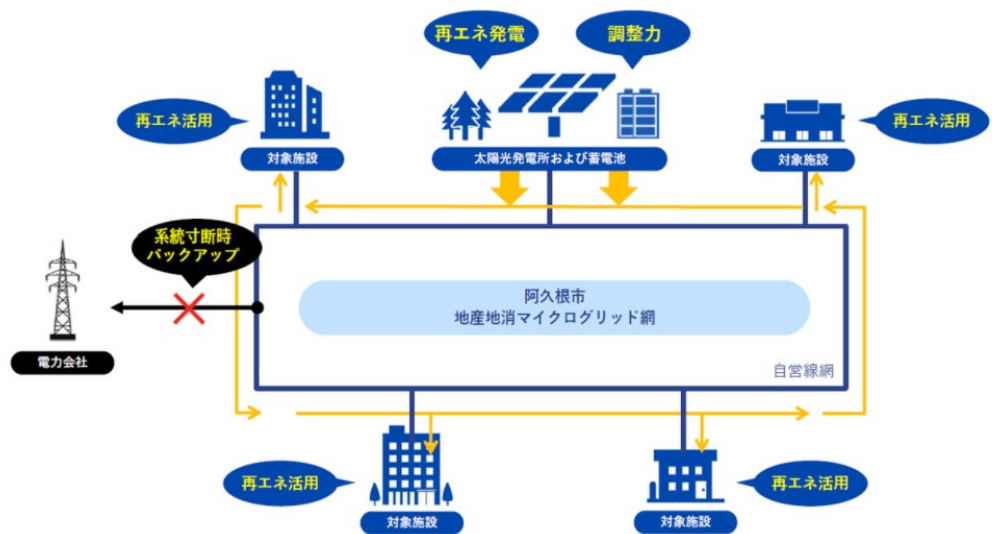 再エネ発電
調整力
再エネ活用
再エネ活用
対象施設
太陽光発電所および蓄電池
対象施設
系統寸断時
バックアップ
阿久根市
地産地消マイクログリッド網
電力会社
自営線網
再エネ活用
再エネ活用
対象施設
対象施設